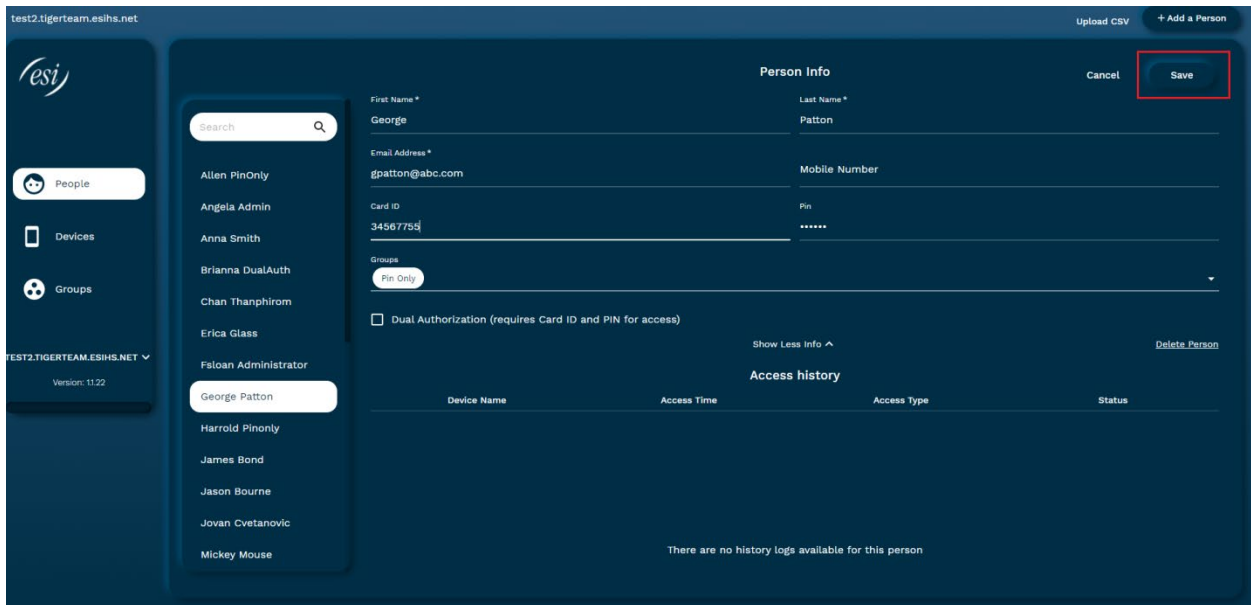 test2.tigerteam.esihs.net
Upload CSV
+ Add a Person
esi
People
Devices
Groups
TEST2.TIGERTEAM.ESIHS.NET
Version: 1.1.22
Search
Allen PinOnly
Angela Admin
Anna Smith
Brianna DualAuth
Chan Thanphirom
Erica Glass
Fsloan Administrator
George Patton
Harrold Pinonly
James Bond
Jason Bourne
Jovan Cvetanovic
Mickey Mouse
Person Info
Cancel
Save
First Name *
George
Last Name *
Patton
Email Address *
gpatton@abc.com
Mobile Number
Card ID
34567755
Pin
••••••
Groups
Pin Only
Dual Authorization (requires Card ID and PIN for access)
Show Less Info
Delete Person
Access history
Device Name Access Time Access Type Status
There are no history logs available for this person